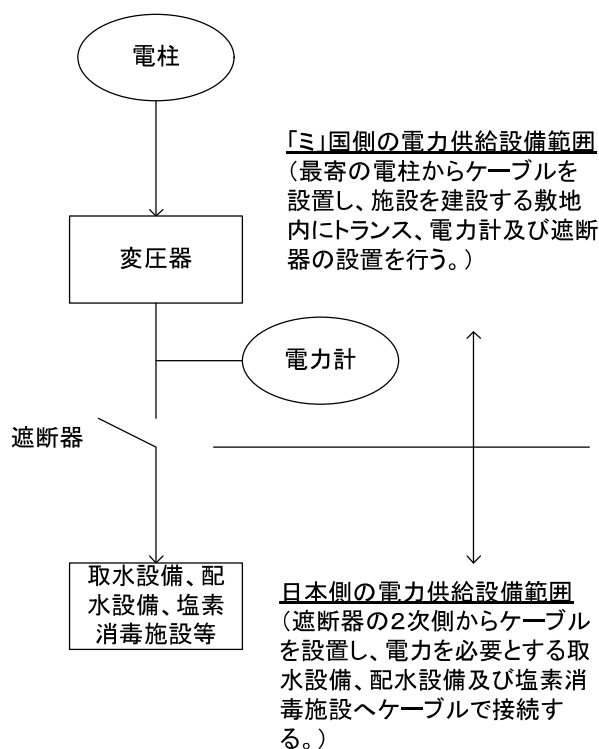 電柱
「ミ」国側の電力供給設備範囲
(最寄の電柱からケーブルを
設置し、施設を建設する敷地
内にトランス、電力計及び遮断
器の設置を行う。)
変圧器
電力計
遮断器
取水設備、配
水設備、塩素
消毒施設等
日本側の電力供給設備範囲
(遮断器の2次側からケーブル
を設置し、電力を必要とする取
水設備、配水設備及び塩素消
毒施設へケーブルで接続す
る。)